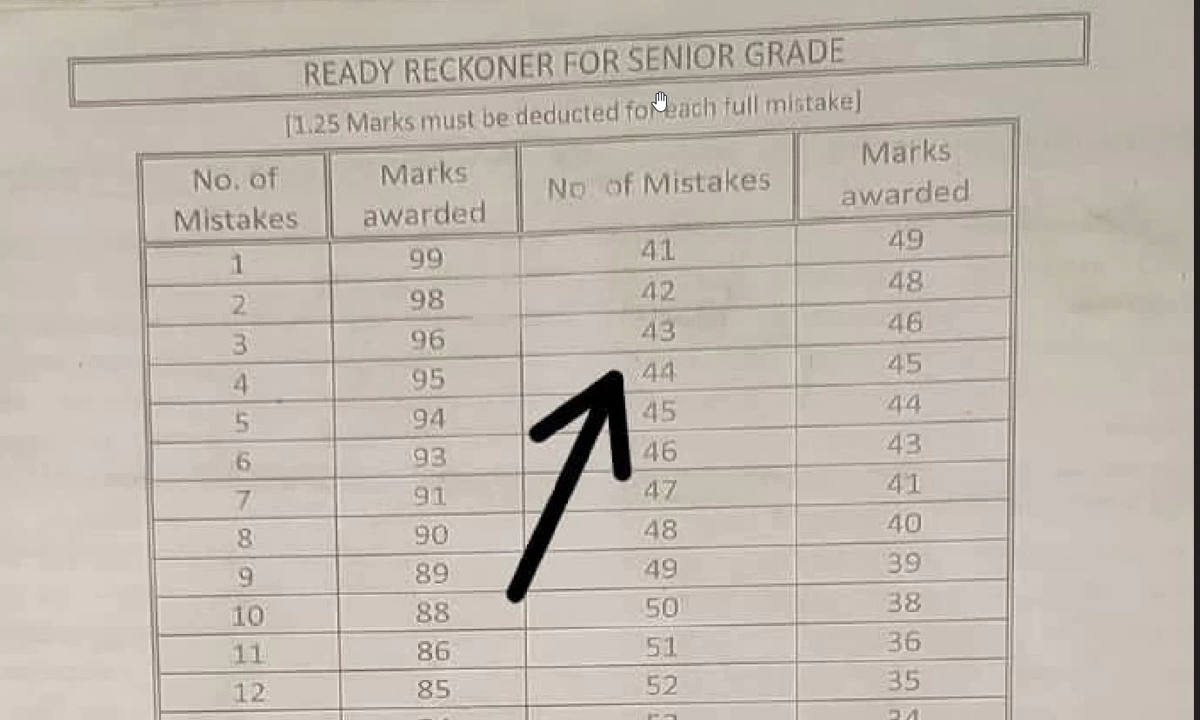 READY RECKONER FOR SENIOR GRADE
[1.25 Marks must be deducted for each full mistake]
No. of Mistakes Marks awarded No of Mistakes Marks awarded
1 99 41 49
2 98 42 48
3 96 43 46
4 95 44 45
5 94 45 44
6 93 46 43
7 91 47 41
8 90 48 40
9 89 49 39
10 88 50 38
11 86 51 36
12 85 52 35